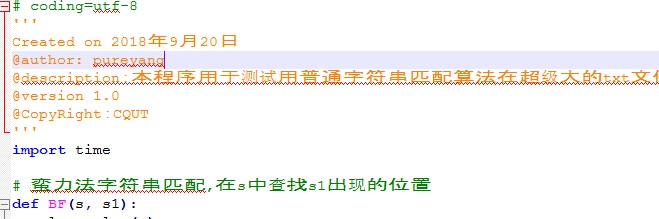 # coding=utf-8
'''
Created on 2018年9月20日
@author: pureyang
@description:本程序用于测试用普通字符串匹配算法在超级大的txt文
@version 1.0
@CopyRight:CQUT
'''
import time
# 蛮力法字符串匹配,在s中查找s1出现的位置
def BF(s, s1):